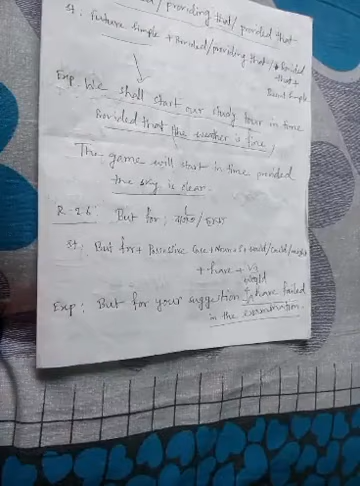 / providing that/ provided that
St. Future Simple + Provided/providing that/ Provided
that +
Present Simple
Exp. We shall start our study tour in time
Provided that the weather is fine,
The game will start in time provided
the sky is clear.
R: 26 But for;
St: But for + Possessive Case + Noun + S + would/could/might
+ have + V3
Exp: But for your suggestion I would have failed
in the examination.